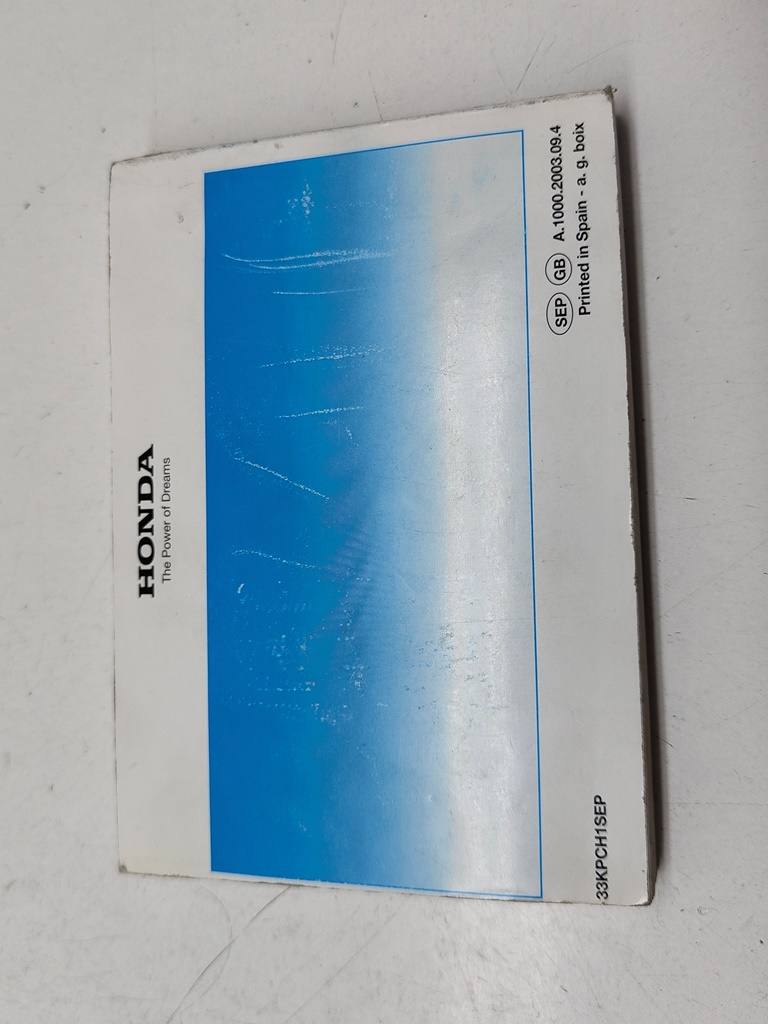 HONDA
The Power of Dreams
33KPCH1SEP
SEP GB A.1000.2003.09.4
Printed in Spain - a. g. boix